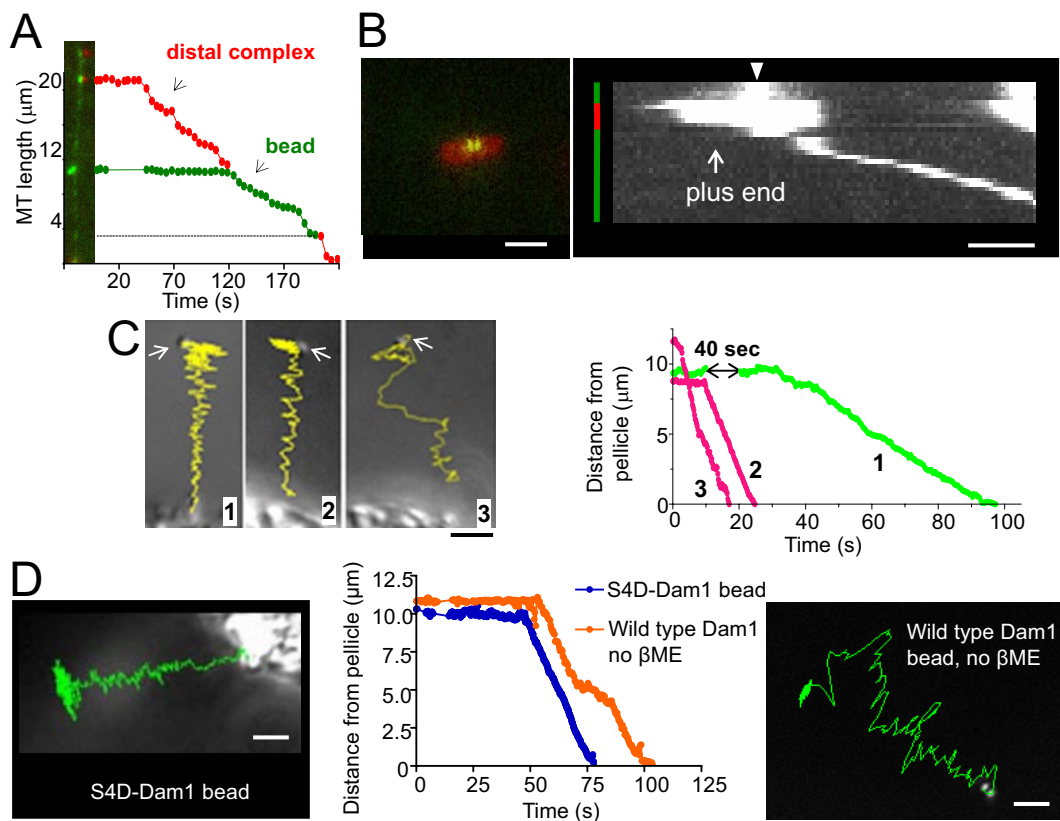 A
distal complex
bead
MT length (μm)
20
12
4
20 70 120 170
Time (s)
B
plus end
C
1
2
3
40 sec
Distance from
pellicle (μm)
10
5
0
1
2
3
0 20 40 60 80 100
Time (s)
D
S4D-Dam1 bead
Distance from pellicle (μm)
12.5
10.0
7.5
5.0
2.5
0
0 25 50 75 100 125
Time (s)
S4D-Dam1 bead
Wild type Dam1
no βME
Wild type Dam1
bead, no βME